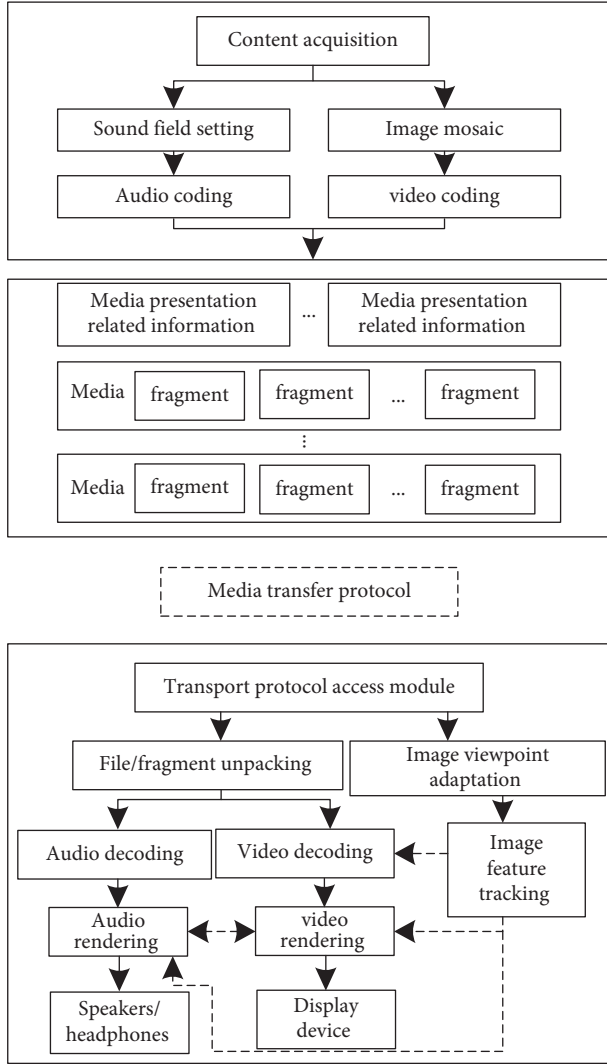 Content acquisition
Sound field setting
Image mosaic
Audio coding
video coding
Media presentation
related information
...
Media presentation
related information
Media
fragment
fragment
...
fragment
...
Media
fragment
fragment
...
fragment
Media transfer protocol
Transport protocol access module
File/fragment unpacking
Image viewpoint
adaptation
Audio decoding
Video decoding
Image
feature
tracking
Audio
rendering
video
rendering
Speakers/
headphones
Display
device